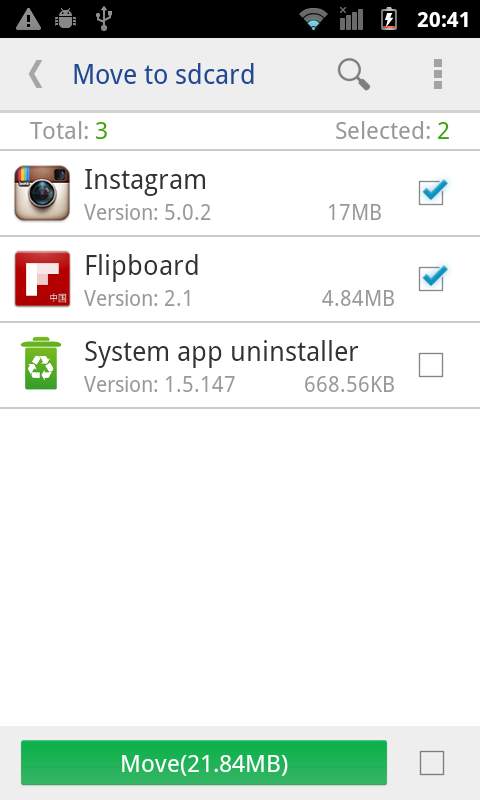 20:41
Move to sdcard
Total: 3 Selected: 2
Instagram
Version: 5.0.2 17MB
Flipboard
中国
Version: 2.1 4.84MB
System app uninstaller
Version: 1.5.147 668.56KB
Move(21.84MB)